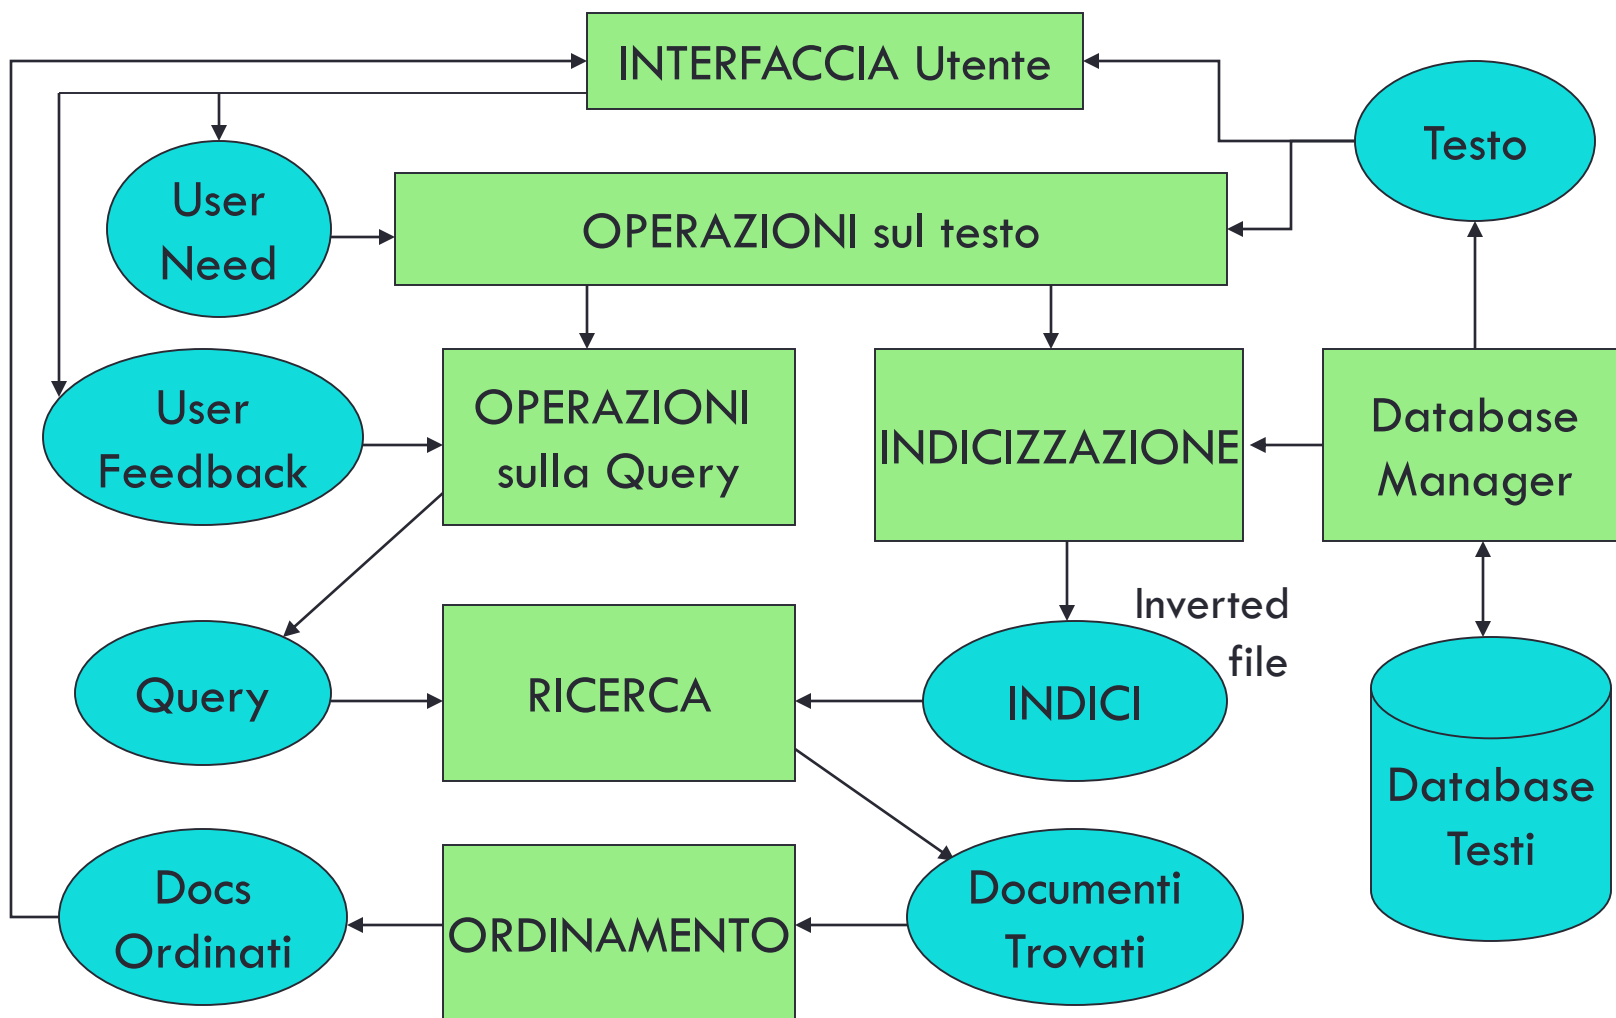 INTERFACCIA Utente
Testo
User
Need
OPERAZIONI sul testo
User
Feedback
OPERAZIONI
sulla Query
INDICIZZAZIONE
Database
Manager
Inverted
file
Query
RICERCA
INDICI
Database
Testi
Docs
Ordinati
ORDINAMENTO
Documenti
Trovati